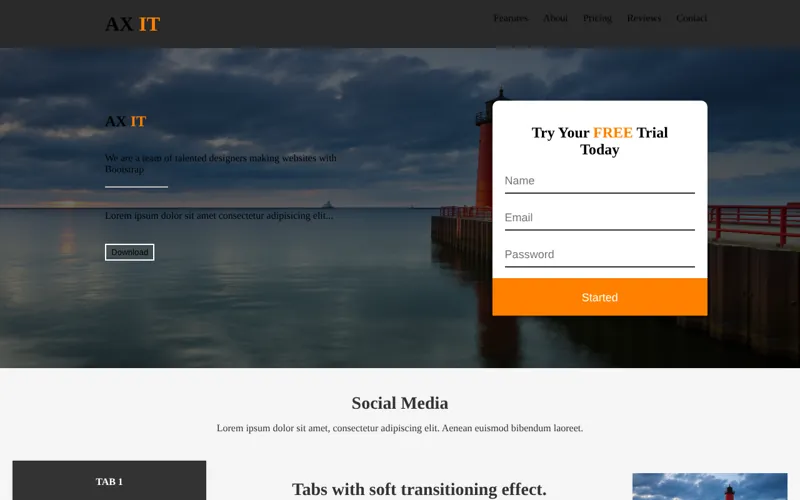 AX IT
Features About Pricing Reviews Contact
AX IT
We are a team of talented designers making websites with
Bootstrap
Lorem ipsum dolor sit amet consectetur adipisicing elit...
Download
Try Your FREE Trial
Today
Name
Email
Password
Started
Social Media
Lorem ipsum dolor sit amet, consectetur adipiscing elit. Aenean euismod bibendum laoreet.
TAB 1
Tabs with soft transitioning effect.